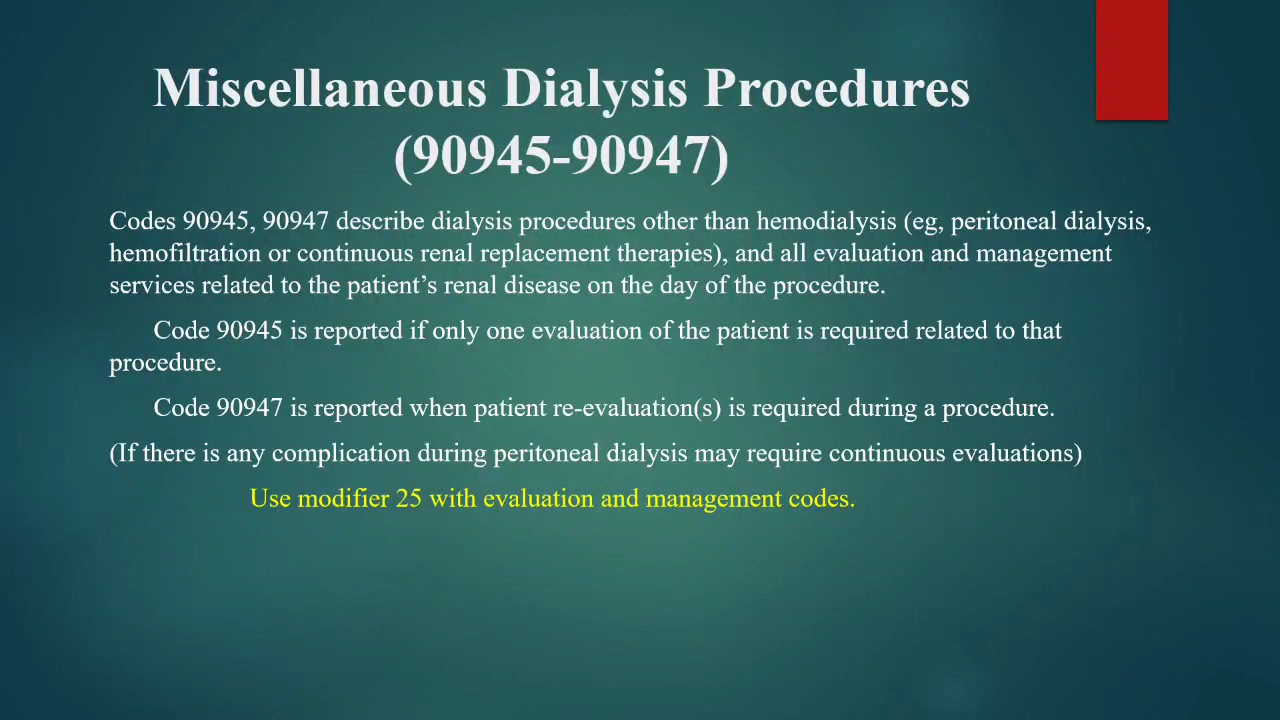 Miscellaneous Dialysis Procedures
(90945-90947)
Codes 90945, 90947 describe dialysis procedures other than hemodialysis (eg, peritoneal dialysis,
hemofiltration or continuous renal replacement therapies), and all evaluation and management
services related to the patient’s renal disease on the day of the procedure.
Code 90945 is reported if only one evaluation of the patient is required related to that
procedure.
Code 90947 is reported when patient re-evaluation(s) is required during a procedure.
(If there is any complication during peritoneal dialysis may require continuous evaluations)
Use modifier 25 with evaluation and management codes.